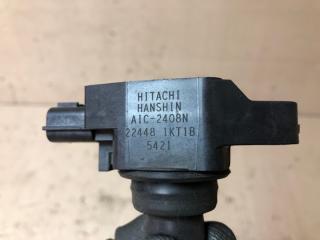 HITACHI
HANSHIN
AIC-2408N
22448 1KT1B
5421